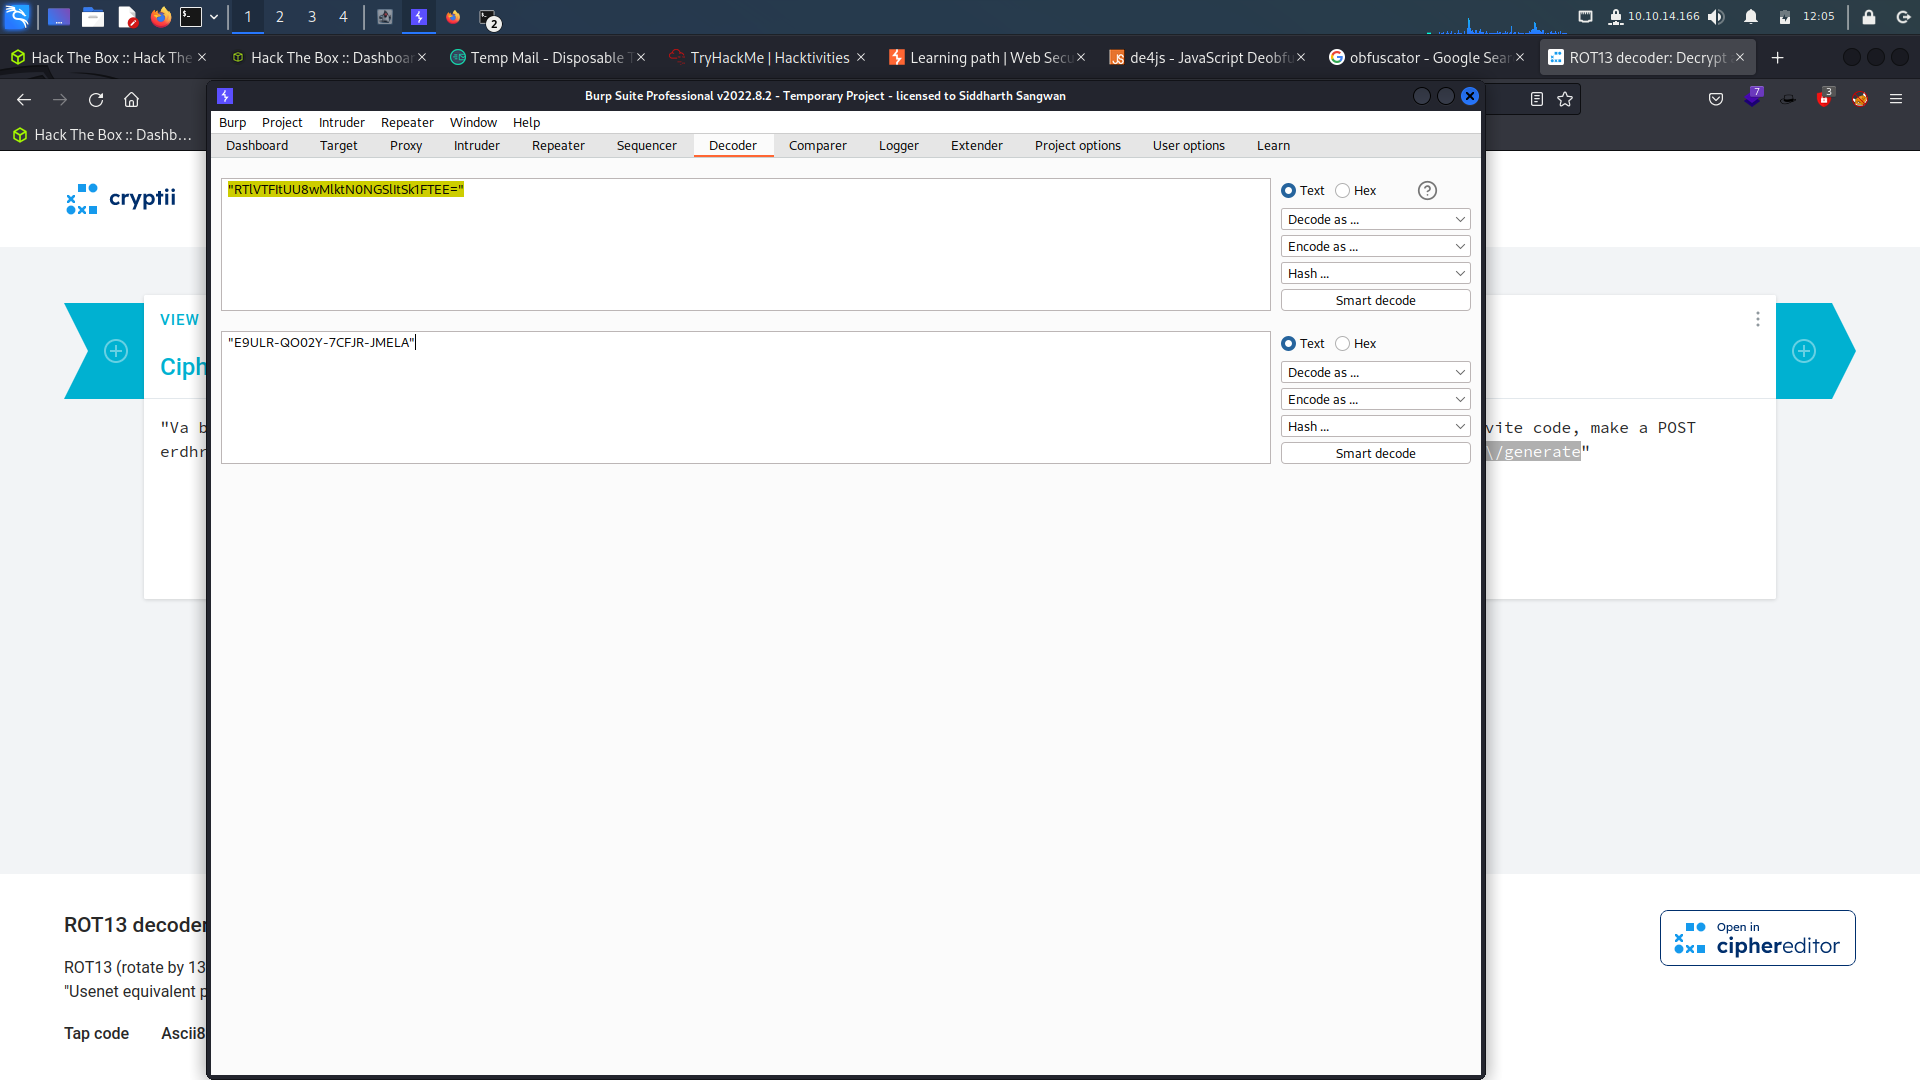 1 2 3 4 2 10.10.14.166 12:05
Hack The Box :: Hack The Hack The Box :: Dashboar Temp Mail - Disposable T TryHackMe | Hacktivities Learning path | Web Secu de4js - JavaScript Deobfu obfuscator - Google Sear ROT13 decoder: Decrypt
7 3
Hack The Box :: Dashb…
Burp Suite Professional v2022.8.2 - Temporary Project - licensed to Siddharth Sangwan
Burp Project Intruder Repeater Window Help
Dashboard Target Proxy Intruder Repeater Sequencer Decoder Comparer Logger Extender Project options User options Learn
"RTlVTFItUU8wMlktN0NGSlItSk1FTEE="
Text Hex ?
Decode as ...
Encode as ...
Hash ...
Smart decode
"E9ULR-QO02Y-7CFJR-JMELA"
Text Hex
Decode as ...
Encode as ...
Hash ...
Smart decode
cryptii
VIEW
Ciph
"Va b
erdhr
vite code, make a POST
\/generate"
ROT13 decoder
ROT13 (rotate by 13
"Usenet equivalent p
Tap code Ascii8
Open in
ciphereditor